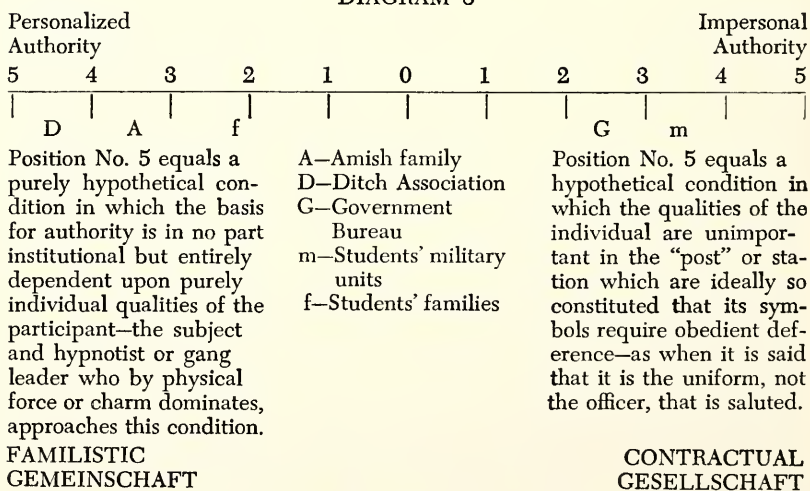 Personalized Impersonal
Authority Authority
5 4 3 2 1 0 1 2 3 4 5
D A f G m
Position No. 5 equals a
purely hypothetical con-
dition in which the basis
for authority is in no part
institutional but entirely
dependent upon purely
individual qualities of the
participant—the subject
and hypnotist or gang
leader who by physical
force or charm dominates,
approaches this condition.
FAMILISTIC
GEMEINSCHAFT
A—Amish family
D—Ditch Association
G—Government
Bureau
m—Students' military
units
f—Students' families
Position No. 5 equals a
hypothetical condition in
which the qualities of the
individual are unimpor-
tant in the "post" or sta-
tion which are ideally so
constituted that its sym-
bols require obedient def-
erence—as when it is said
that it is the uniform, not
the officer, that is saluted.
CONTRACTUAL
GESELLSCHAFT